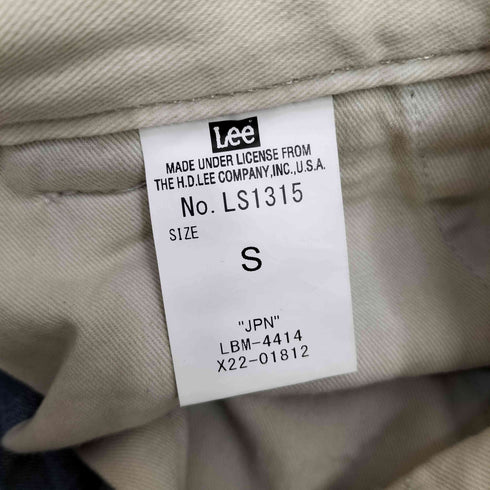 Lee
MADE UNDER LICENSE FROM
THE H.D.LEE COMPANY,INC.,U.S.A.
No. LS1315
SIZE
S
"JPN"
LBM-4414
X22-01812